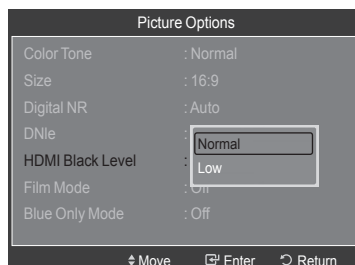 Picture Options
Color Tone : Normal
Size : 16:9
Digital NR : Auto
DNIe :
Normal
HDMI Black Level :
Low
Film Mode : Off
Blue Only Mode : Off
Move Enter Return